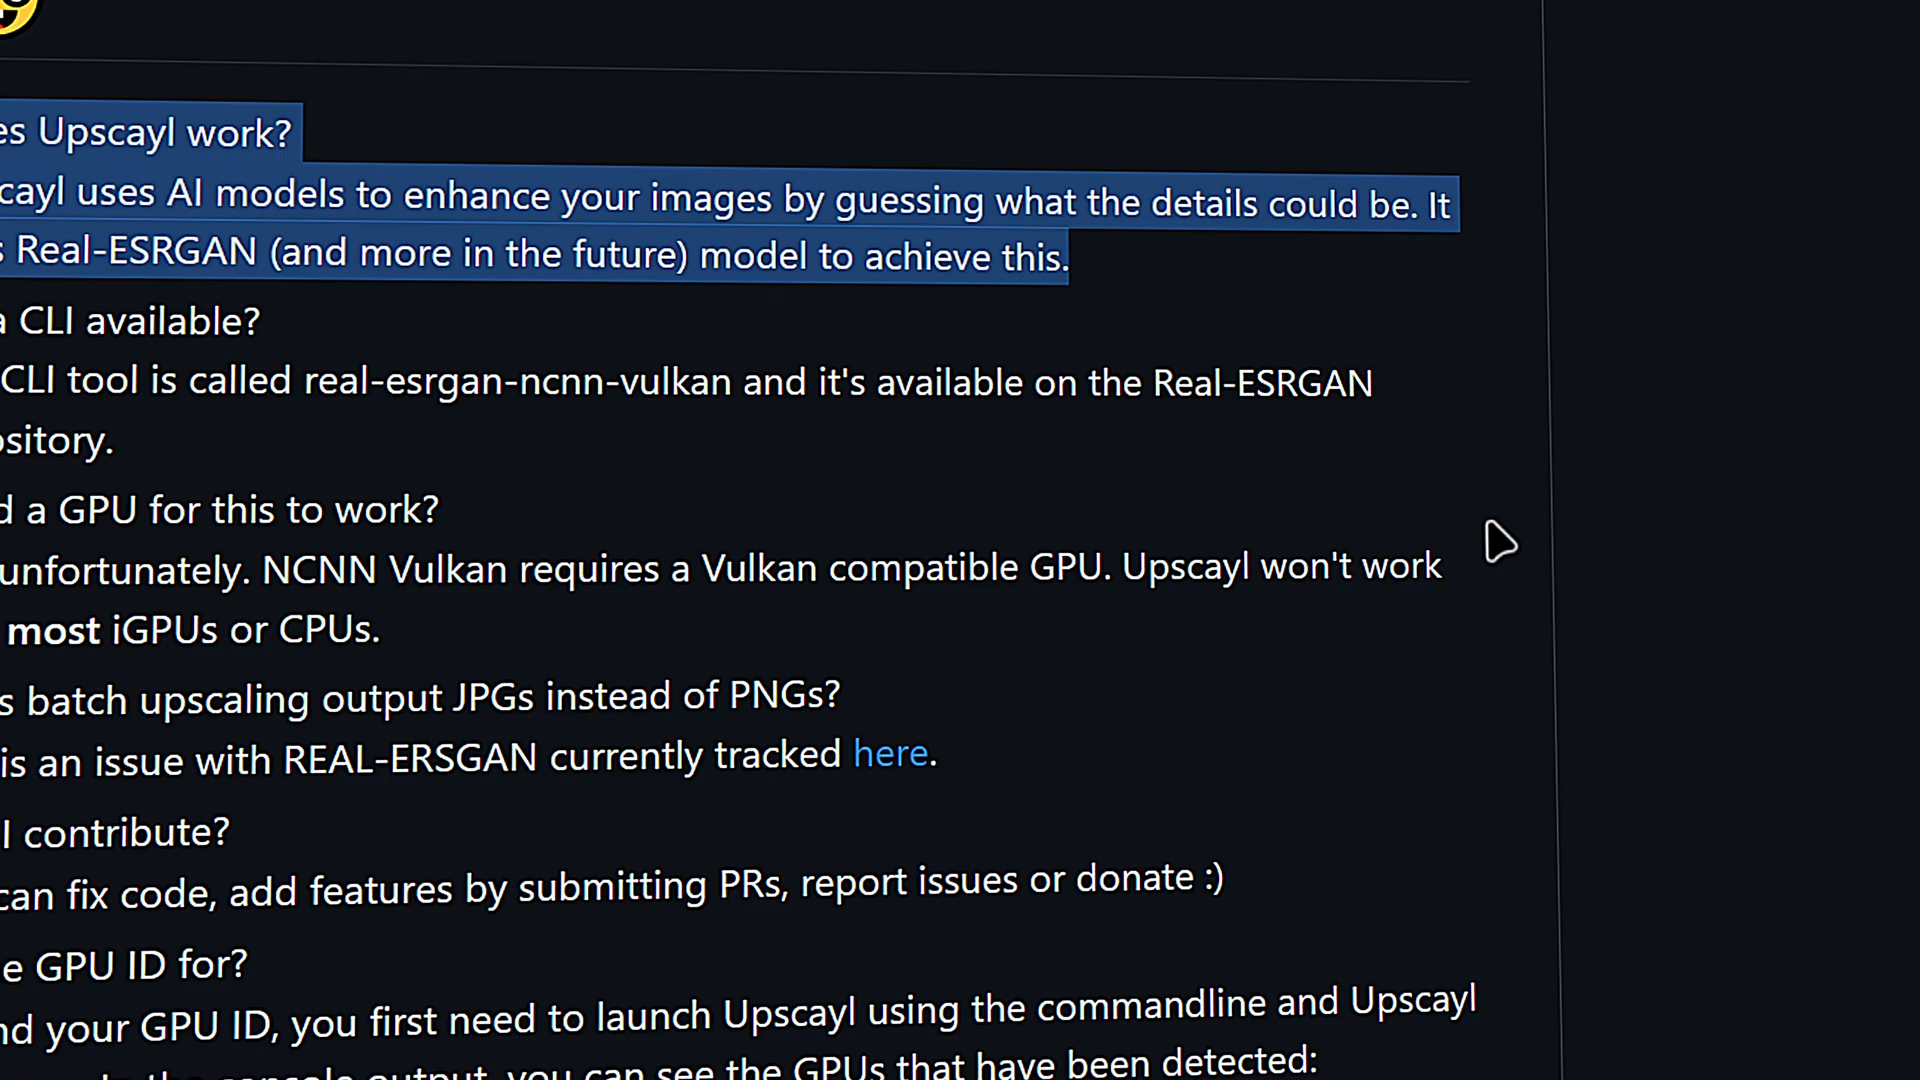 es Upscayl work?
cayl uses AI models to enhance your images by guessing what the details could be. It
s Real-ESRGAN (and more in the future) model to achieve this.
a CLI available?
CLI tool is called real-esrgan-ncnn-vulkan and it's available on the Real-ESRGAN
ository.
d a GPU for this to work?
unfortunately. NCNN Vulkan requires a Vulkan compatible GPU. Upscayl won't work
most iGPUs or CPUs.
s batch upscaling output JPGs instead of PNGs?
is an issue with REAL-ERSGAN currently tracked here.
I contribute?
can fix code, add features by submitting PRs, report issues or donate :)
e GPU ID for?
nd your GPU ID, you first need to launch Upscayl using the commandline and Upscayl
the console output, you can see the GPUs that have been detected: